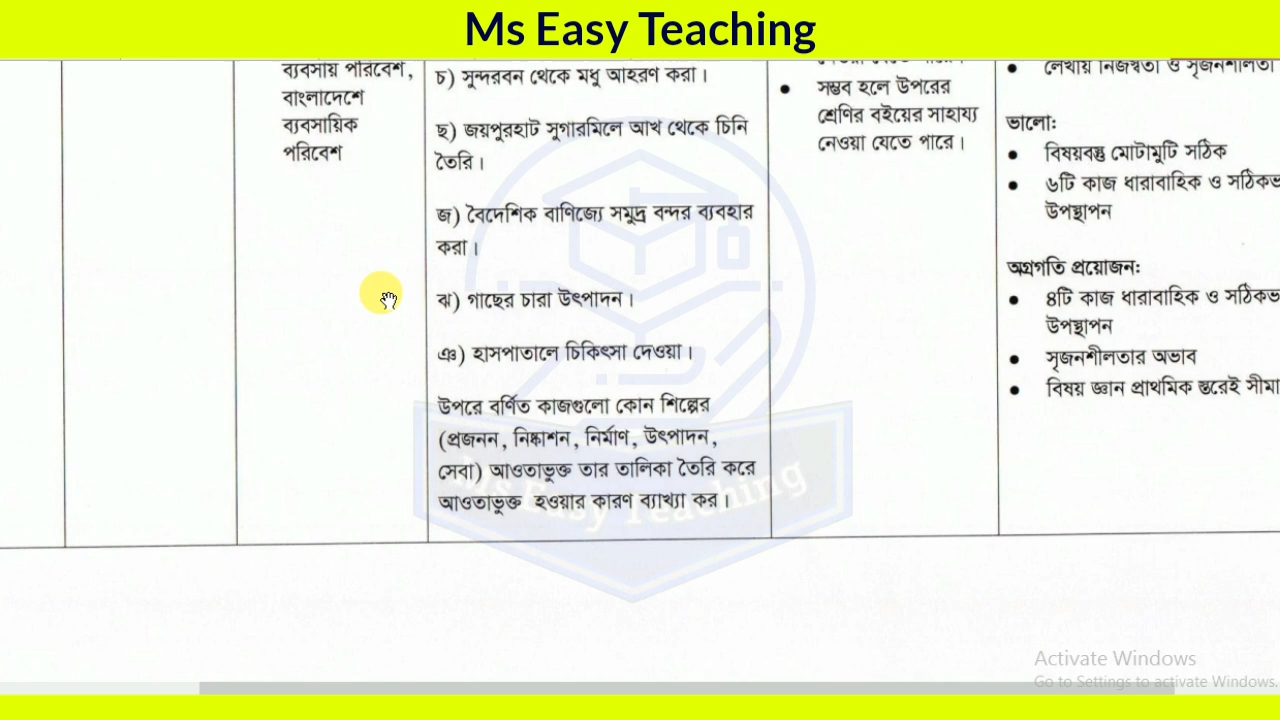 Ms Easy Teaching
ব্যবসায় পরিবেশ,
বাংলাদেশে
ব্যবসায়িক
পরিবেশ
চ) সুন্দরবন থেকে মধু আহরণ করা।
ছ) জয়পুরহাট সুগারমিলে আখ থেকে চিনি
তৈরি।
জ) বৈদেশিক বাণিজ্যে সমুদ্র বন্দর ব্যবহার
করা।
ঝ) গাছের চারা উৎপাদন।
ঞ) হাসপাতালে চিকিৎসা দেওয়া।
উপরে বর্ণিত কাজগুলো কোন শিল্পের
(প্রজনন, নিষ্কাশন, নির্মাণ, উৎপাদন,
সেবা) আওতাভুক্ত তার তালিকা তৈরি করে
আওতাভুক্ত হওয়ার কারণ ব্যাখ্যা কর।
• সম্ভব হলে উপরের
শ্রেণির বইয়ের সাহায্য
নেওয়া যেতে পারে।
• লেখায় নিজস্বতা ও সৃজনশীলতা
ভালো:
• বিষয়বস্তু মোটামুটি সঠিক
• ৬টি কাজ ধারাবাহিক ও
উপস্থাপন
অগ্রগতি প্রয়োজন:
• ৪টি কাজ ধারাবাহিক ও
উপস্থাপন
• সৃজনশীলতার অভাব
• বিষয় জ্ঞান প্রাথমিক স্তরেই
Ms Easy Teaching
Activate Windows
Go to Settings to activate Windows.